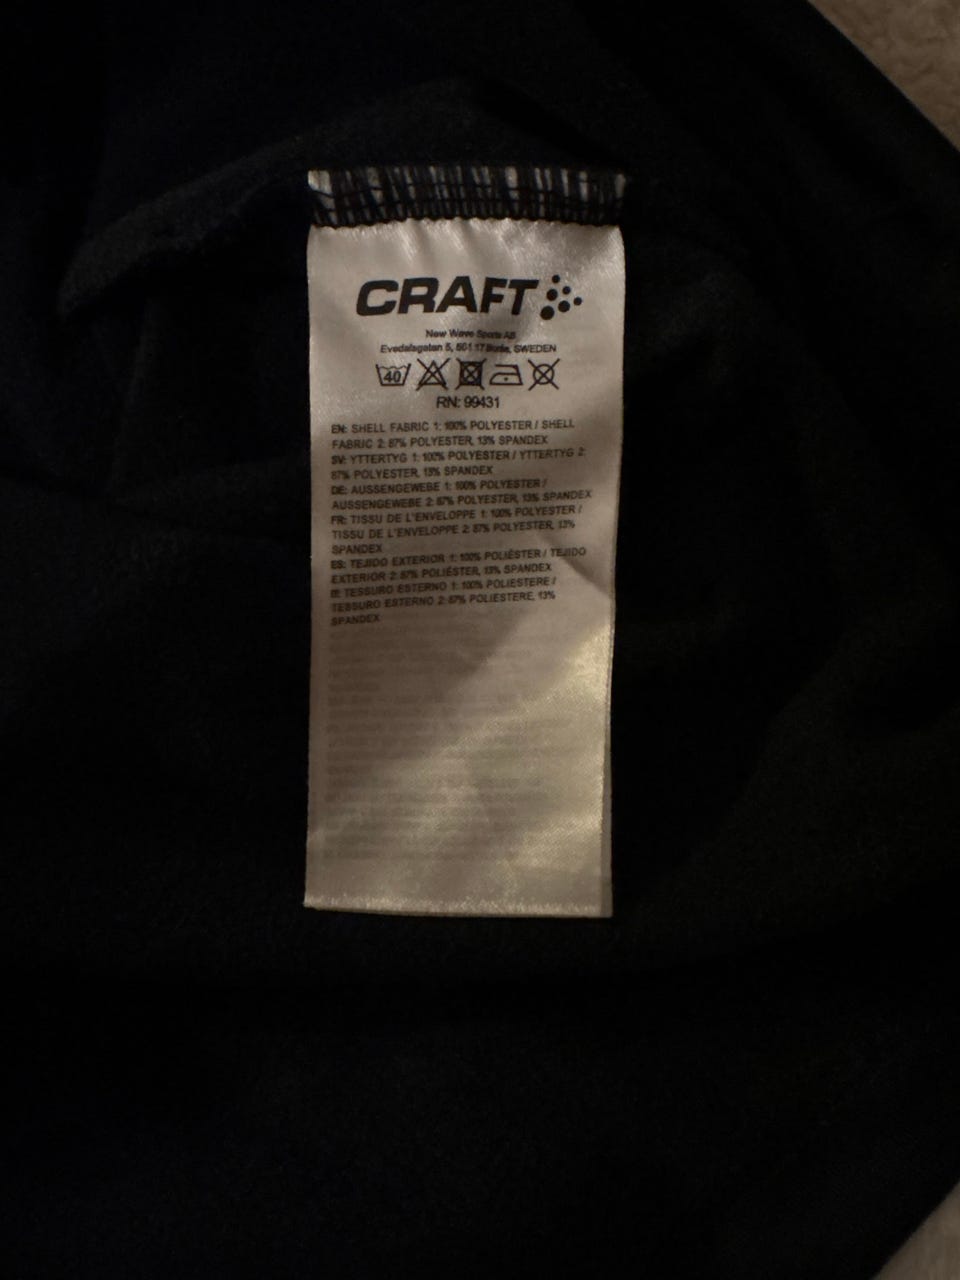 CRAFT
New Wave Sports AB
Evedalsgatan 5, 501 17 Borås, SWEDEN
40
RN: 99431
EN: SHELL FABRIC 1: 100% POLYESTER / SHELL
FABRIC 2: 87% POLYESTER, 13% SPANDEX
SV: YTTERTYG 1: 100% POLYESTER / YTTERTYG 2:
87% POLYESTER, 13% SPANDEX
DE: AUSSENGEWEBE 1: 100% POLYESTER /
AUSSENGEWEBE 2: 87% POLYESTER, 13% SPANDEX
FR: TISSU DE L'ENVELOPPE 1: 100% POLYESTER /
TISSU DE L'ENVELOPPE 2: 87% POLYESTER, 13%
SPANDEX
ES: TEJIDO EXTERIOR 1: 100% POLIÉSTER / TEJIDO
EXTERIOR 2: 87% POLIÉSTER, 13% SPANDEX
IT: TESSURO ESTERNO 1: 100% POLIESTERE /
TESSURO ESTERNO 2: 87% POLIESTERE, 13%
SPANDEX